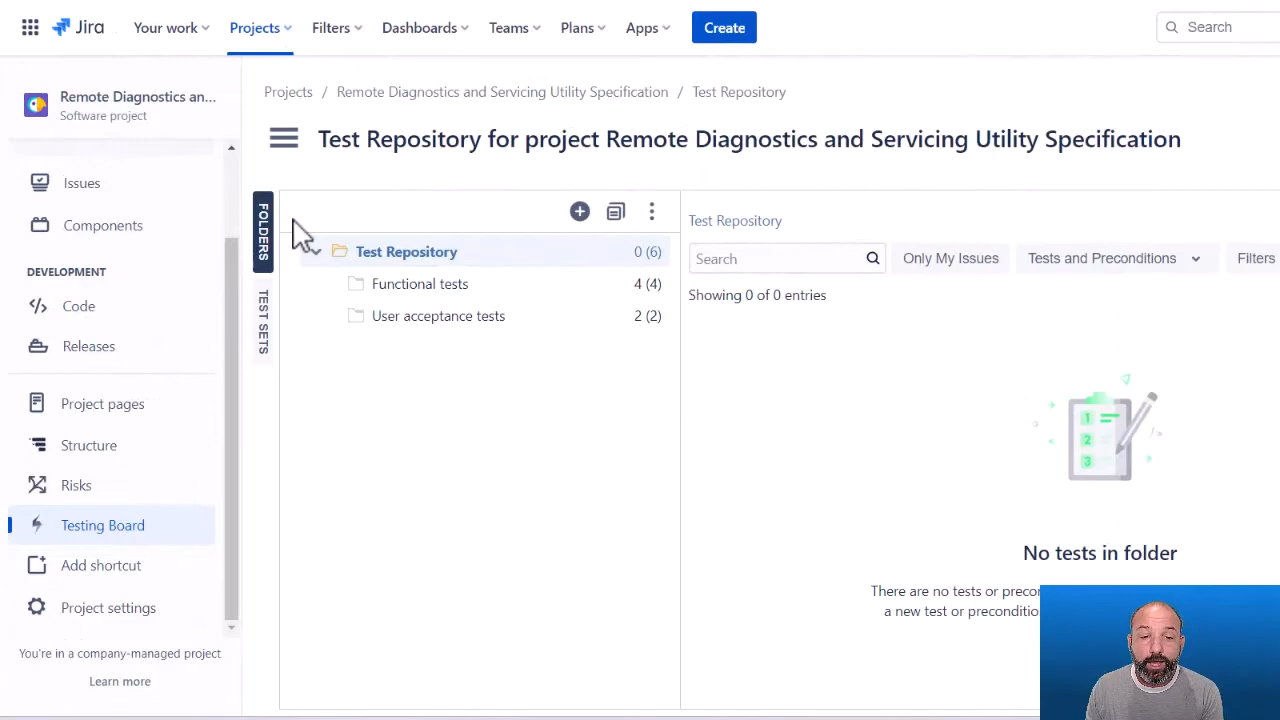 Jira
Your work
Projects
Filters
Dashboards
Teams
Plans
Apps
Create
Search
Remote Diagnostics an...
Software project
Issues
Components
DEVELOPMENT
Code
Releases
Project pages
Structure
Risks
Testing Board
Add shortcut
Project settings
You're in a company-managed project
Learn more
Projects / Remote Diagnostics and Servicing Utility Specification / Test Repository
Test Repository for project Remote Diagnostics and Servicing Utility Specification
FOLDERS
TEST SETS
Test Repository 0 (6)
Functional tests 4 (4)
User acceptance tests 2 (2)
Test Repository
Search
Only My Issues
Tests and Preconditions
Filters
Showing 0 of 0 entries
1
2
3
No tests in folder
There are no tests or precon
a new test or preconditio